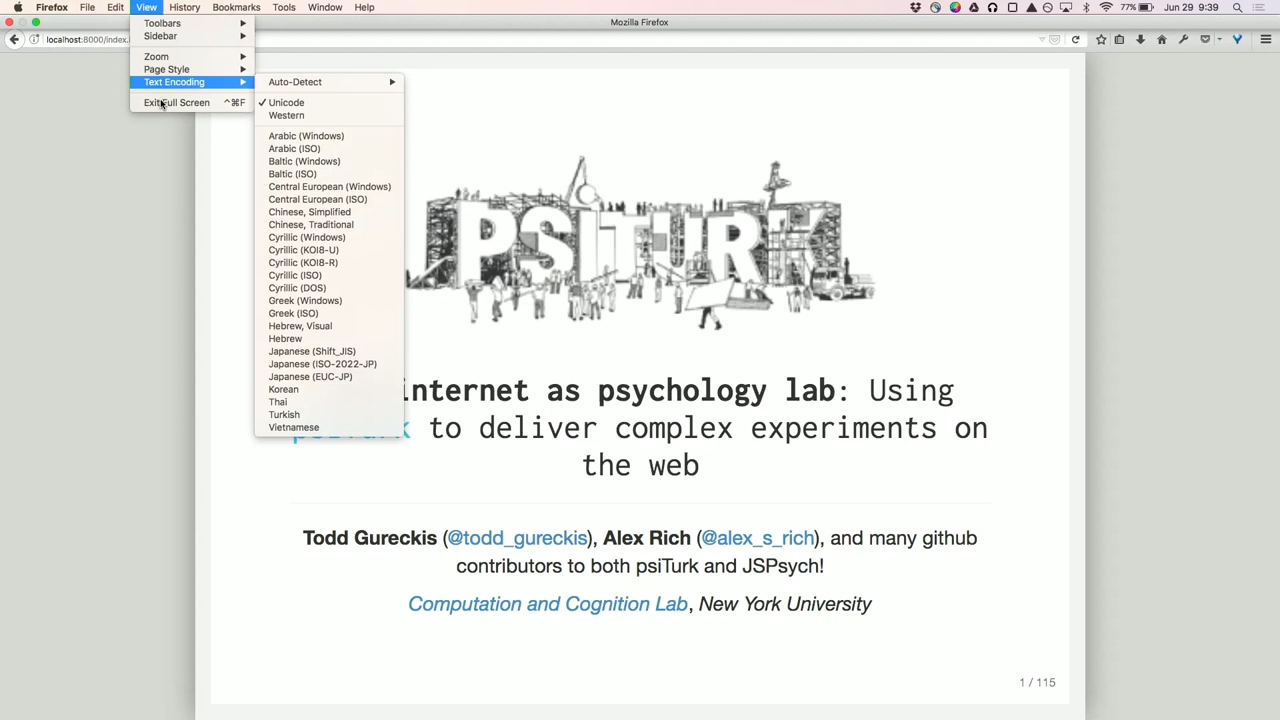 Firefox File Edit View History Bookmarks Tools Window Help 77% Jun 29 9:39
Mozilla Firefox
localhost:8000/index.
Toolbars
Sidebar
Zoom
Page Style
Text Encoding
Exit Full Screen ^⌘F
Auto-Detect
✓ Unicode
Western
Arabic (Windows)
Arabic (ISO)
Baltic (Windows)
Baltic (ISO)
Central European (Windows)
Central European (ISO)
Chinese, Simplified
Chinese, Traditional
Cyrillic (Windows)
Cyrillic (KOI8-U)
Cyrillic (KOI8-R)
Cyrillic (ISO)
Cyrillic (DOS)
Greek (Windows)
Greek (ISO)
Hebrew, Visual
Hebrew
Japanese (Shift_JIS)
Japanese (ISO-2022-JP)
Japanese (EUC-JP)
Korean
Thai
Turkish
Vietnamese
PSITURK
internet as psychology lab: Using
to deliver complex experiments on
the web
Todd Gureckis (@todd_gureckis), Alex Rich (@alex_s_rich), and many github
contributors to both psiTurk and JSPsych!
Computation and Cognition Lab, New York University
1 / 115